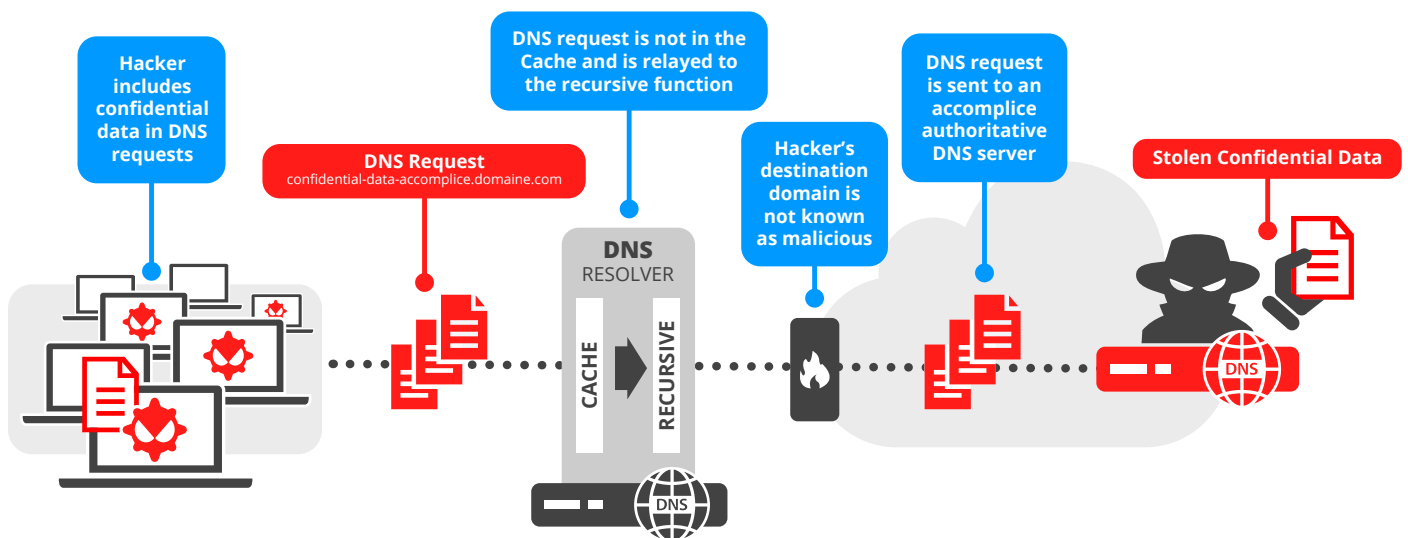 Hacker
includes
confidential
data in DNS
requests
DNS Request
confidential-data-accomplice.domaine.com
DNS request is not in the
Cache and is relayed to
the recursive function
DNS
RESOLVER
CACHE
RECURSIVE
DNS
Hacker’s
destination
domain is
not known
as malicious
DNS request
is sent to an
accomplice
authoritative
DNS server
Stolen Confidential Data
DNS